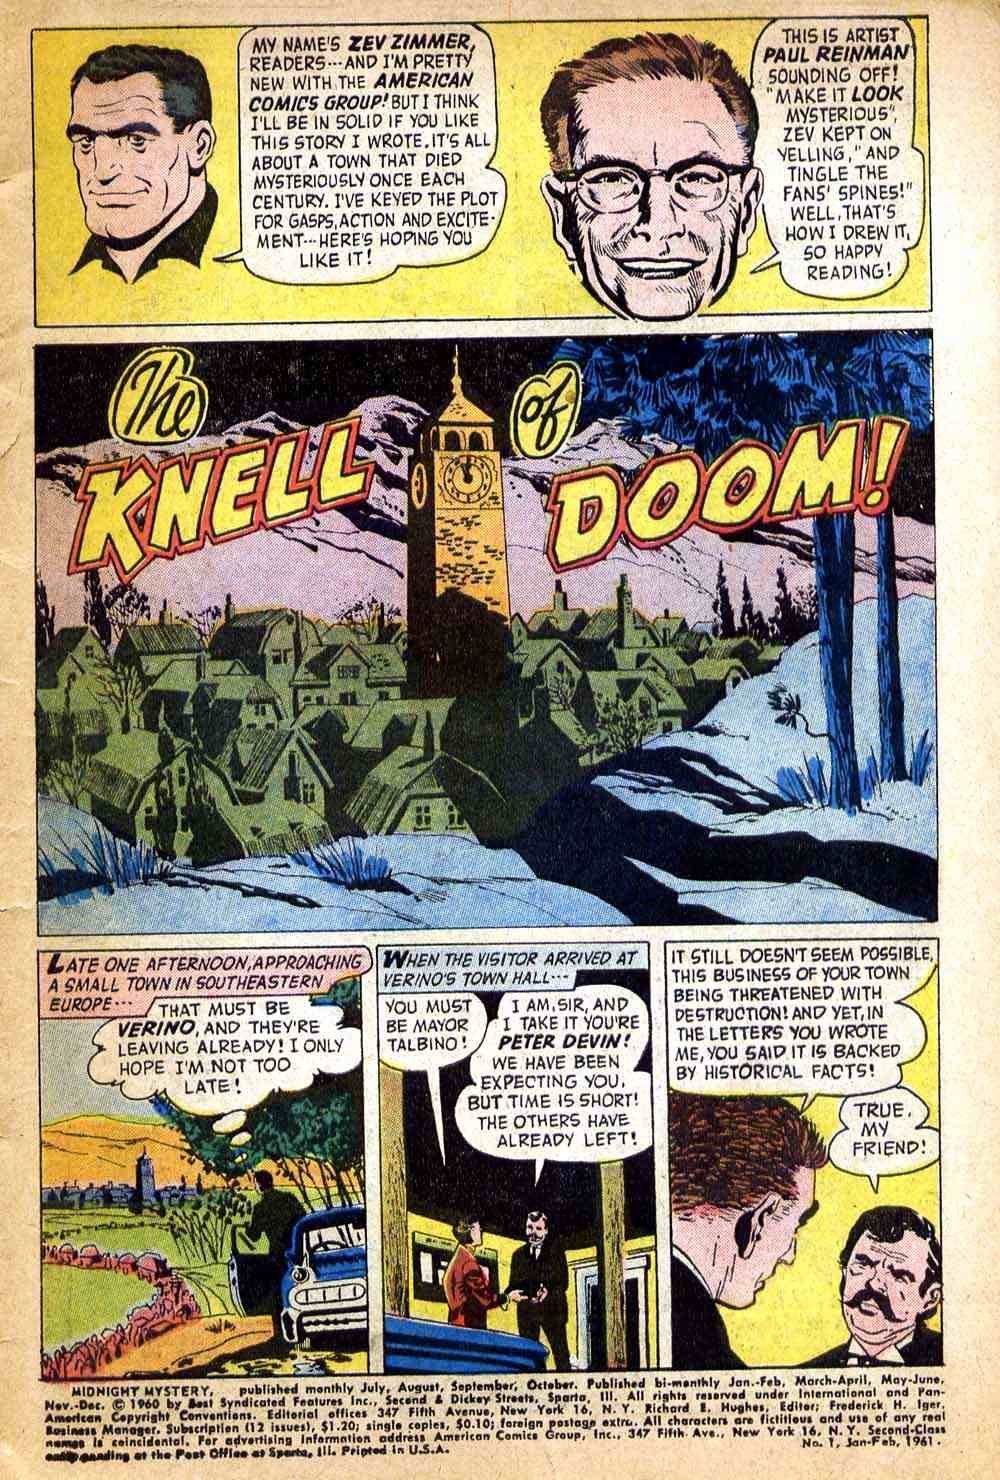 MY NAME'S ZEV ZIMMER,
READERS---AND I'M PRETTY
NEW WITH THE AMERICAN
COMICS GROUP! BUT I THINK
I'LL BE IN SOLID IF YOU LIKE
THIS STORY I WROTE. IT'S ALL
ABOUT A TOWN THAT DIED
MYSTERIOUSLY ONCE EACH
CENTURY. I'VE KEYED THE PLOT
FOR GASPS, ACTION AND EXCITE-
MENT---HERE'S HOPING YOU
LIKE IT!
THIS IS ARTIST
PAUL REINMAN
SOUNDING OFF!
"MAKE IT LOOK
MYSTERIOUS",
ZEV KEPT ON
YELLING," AND
TINGLE THE
FANS' SPINES!"
WELL, THAT'S
HOW I DREW IT,
SO HAPPY
READING!
The
KNELL
of
DOOM!
LATE ONE AFTERNOON, APPROACHING
A SMALL TOWN IN SOUTHEASTERN
EUROPE---
THAT MUST BE
VERINO, AND THEY'RE
LEAVING ALREADY! I ONLY
HOPE I'M NOT TOO
LATE!
WHEN THE VISITOR ARRIVED AT
VERINO'S TOWN HALL---
YOU MUST
BE MAYOR
TALBINO!
I AM, SIR, AND
I TAKE IT YOU'RE
PETER DEVIN!
WE HAVE BEEN
EXPECTING YOU,
BUT TIME IS SHORT!
THE OTHERS HAVE
ALREADY LEFT!
IT STILL DOESN'T SEEM POSSIBLE,
THIS BUSINESS OF YOUR TOWN
BEING THREATENED WITH
DESTRUCTION! AND YET, IN
THE LETTERS YOU WROTE
ME, YOU SAID IT IS BACKED
BY HISTORICAL FACTS!
TRUE,
MY
FRIEND!
MIDNIGHT MYSTERY, published monthly July, August, September, October. Published bi-monthly Jan.-Feb, March-April, May-June,
Nov.-Dec. © 1960 by Best Syndicated Features Inc., Second & Dickey Streets, Sparta, Ill. All rights reserved under International and Pan-
American Copyright Conventions. Editorial offices 347 Fifth Avenue, New York 16, N. Y. Richard E. Hughes, Editor; Frederick H. Iger,
Business Manager. Subscription (12 issues), $1.20; single copies, $0.10; foreign postage extra. All characters are fictitious and use of any real
names is coincidental. For advertising information address American Comics Group, Inc., 347 Fifth Ave., New York 16, N. Y. Second-Class
pending at the Post Office at Sparta, Ill. Printed in U.S.A. No. 1, Jan-Feb, 1961.